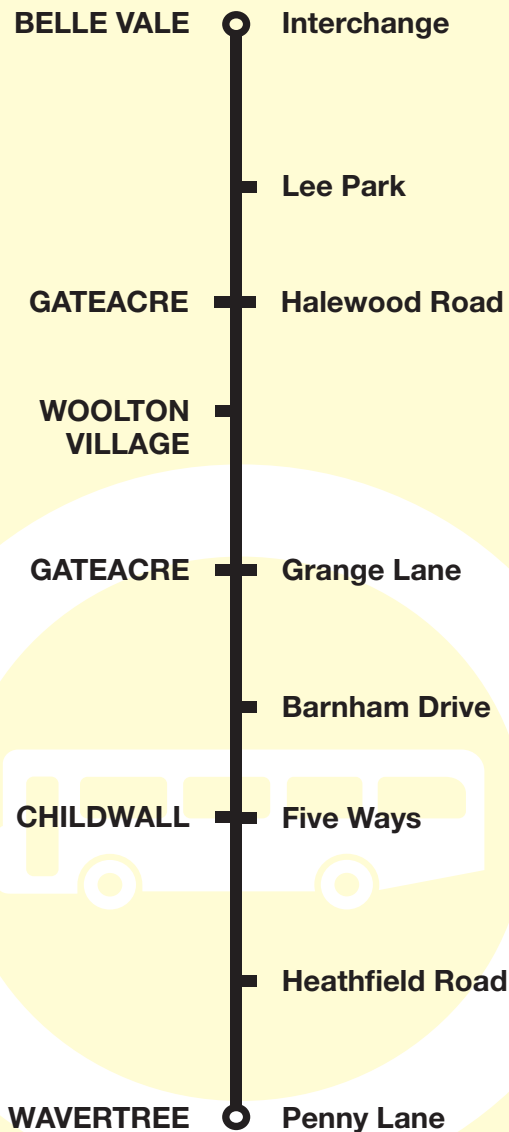 BELLE VALE Interchange
Lee Park
GATEACRE Halewood Road
WOOLTON
VILLAGE
GATEACRE Grange Lane
Barnham Drive
CHILDWALL Five Ways
Heathfield Road
WAVERTREE Penny Lane